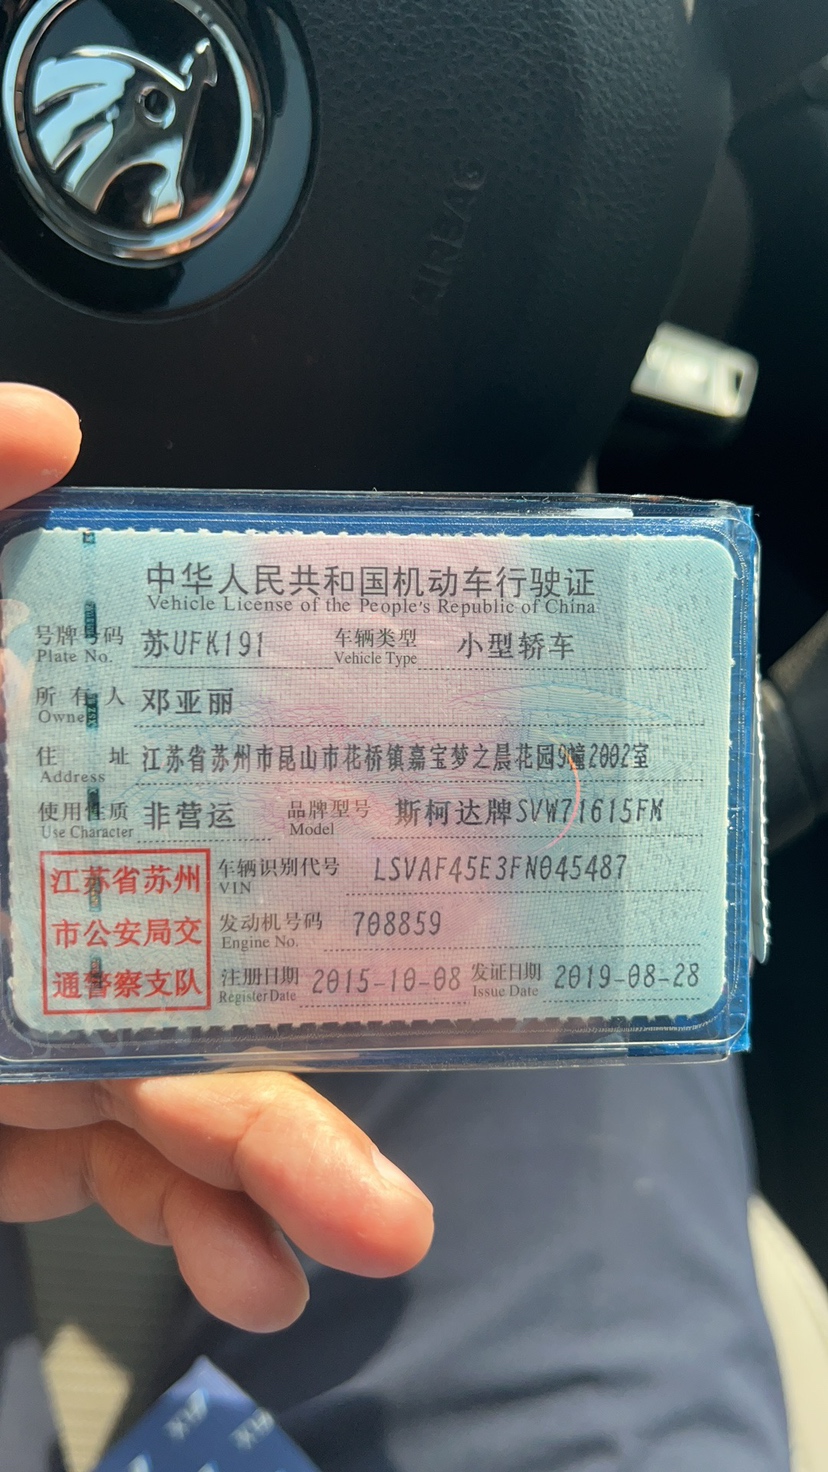 AIRBAG
中华人民共和国机动车行驶证
Vehicle License of the People's Republic of China
号牌号码 苏UFK191 车辆类型 小型轿车
Plate No. Vehicle Type
所有人 邓亚丽
Owner
住址 江苏省苏州市昆山市花桥镇嘉宝梦之晨花园9幢2002室
Address
使用性质 非营运 品牌型号 斯柯达牌SVW71615FM
Use Character Model
江苏省苏州
市公安局交
通警察支队
车辆识别代号 LSVAF45E3FN045487
VIN
发动机号码 708859
Engine No.
注册日期 2015-10-08 发证日期 2019-08-28
Register Date Issue Date